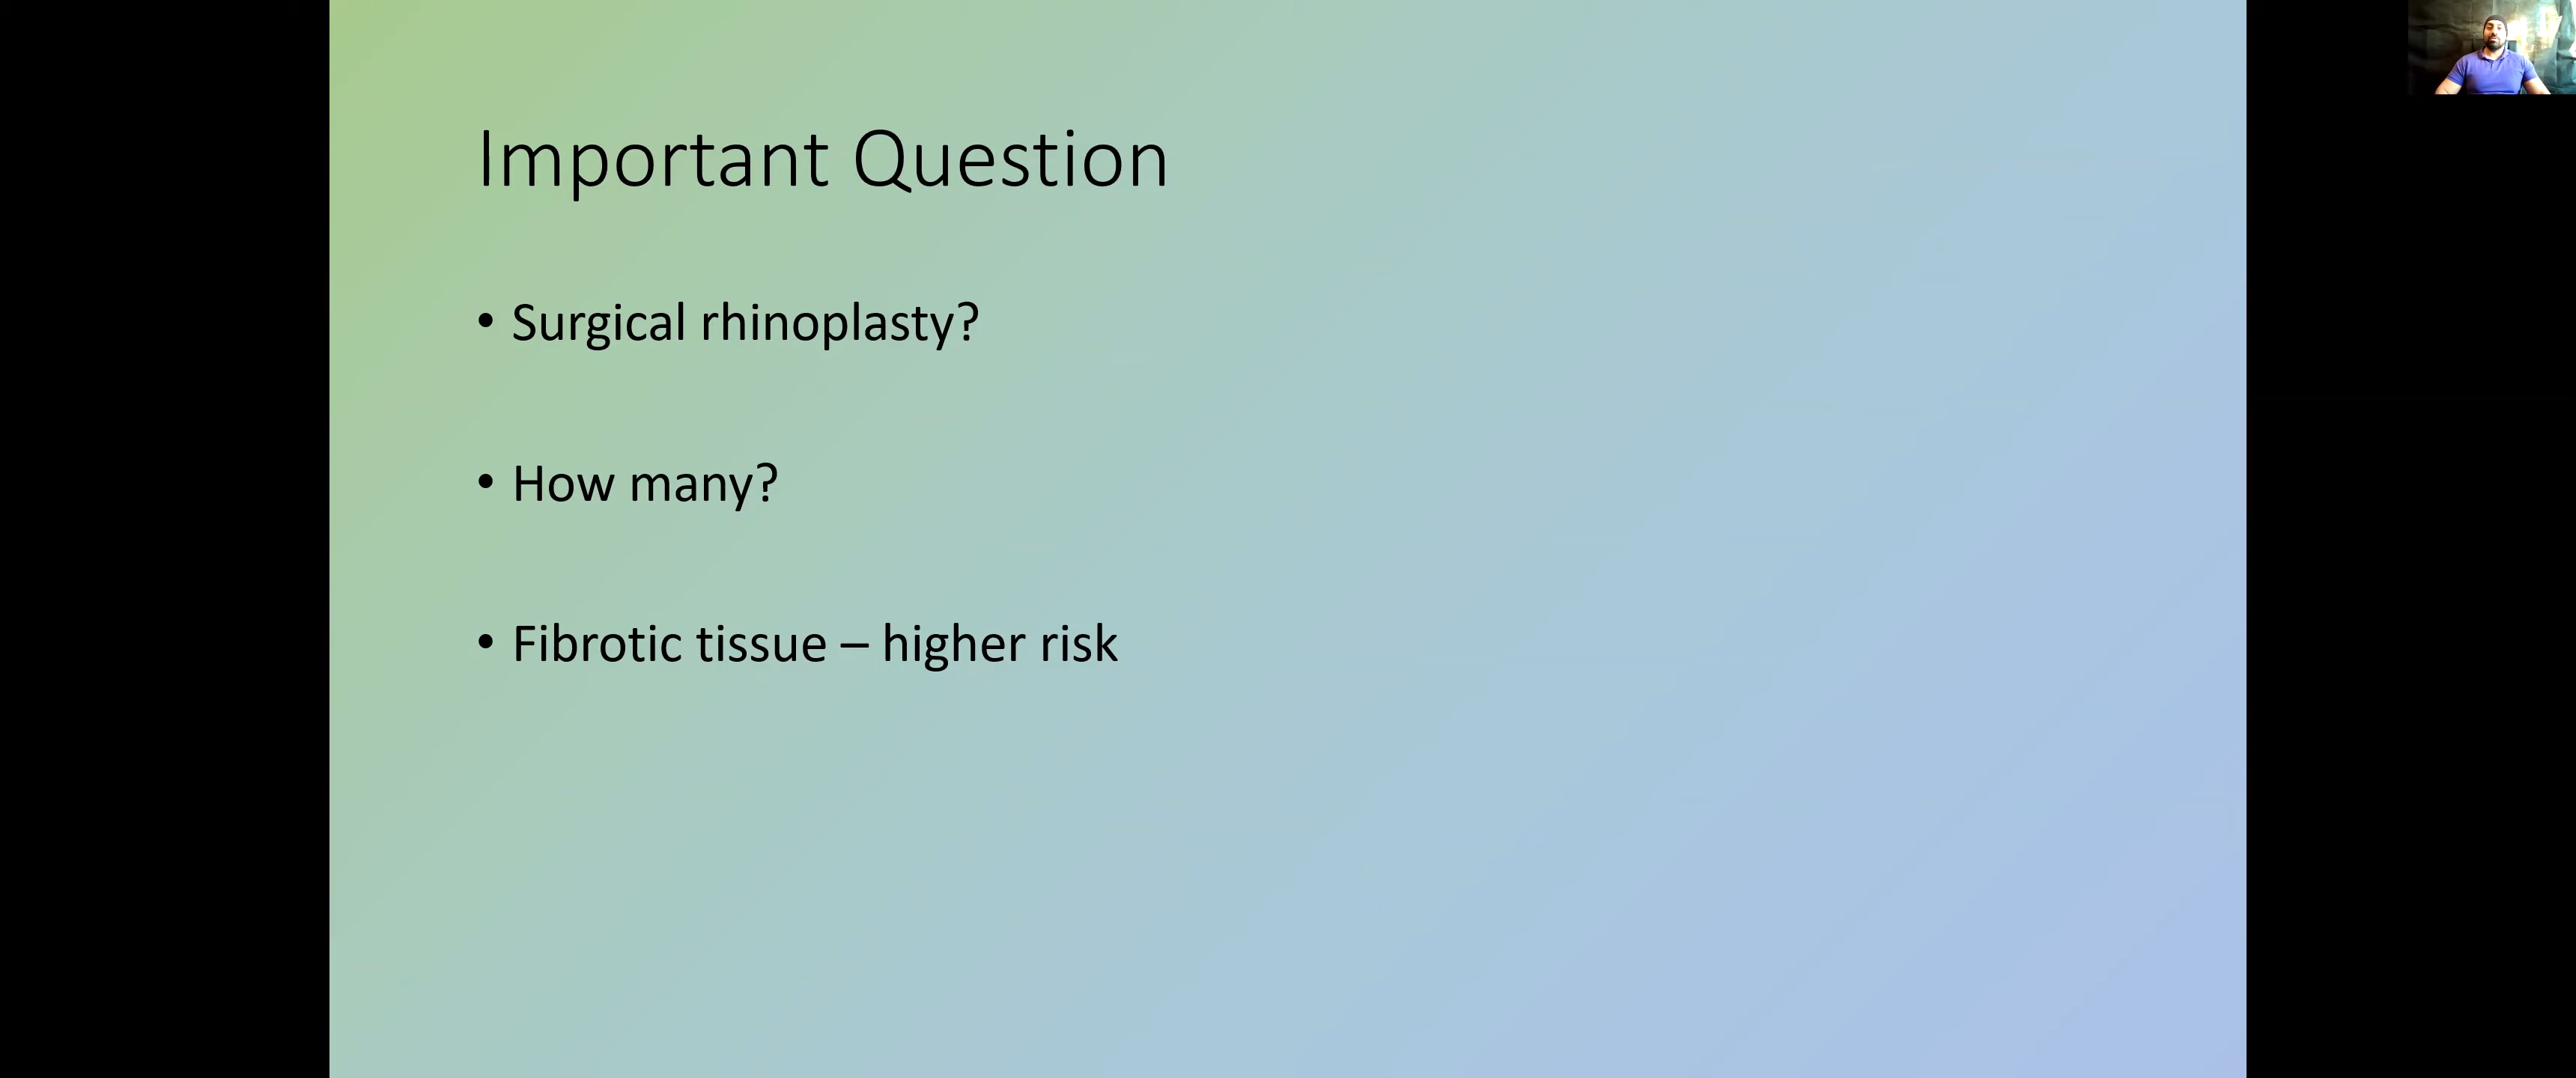 Important Question
• Surgical rhinoplasty?
• How many?
• Fibrotic tissue – higher risk